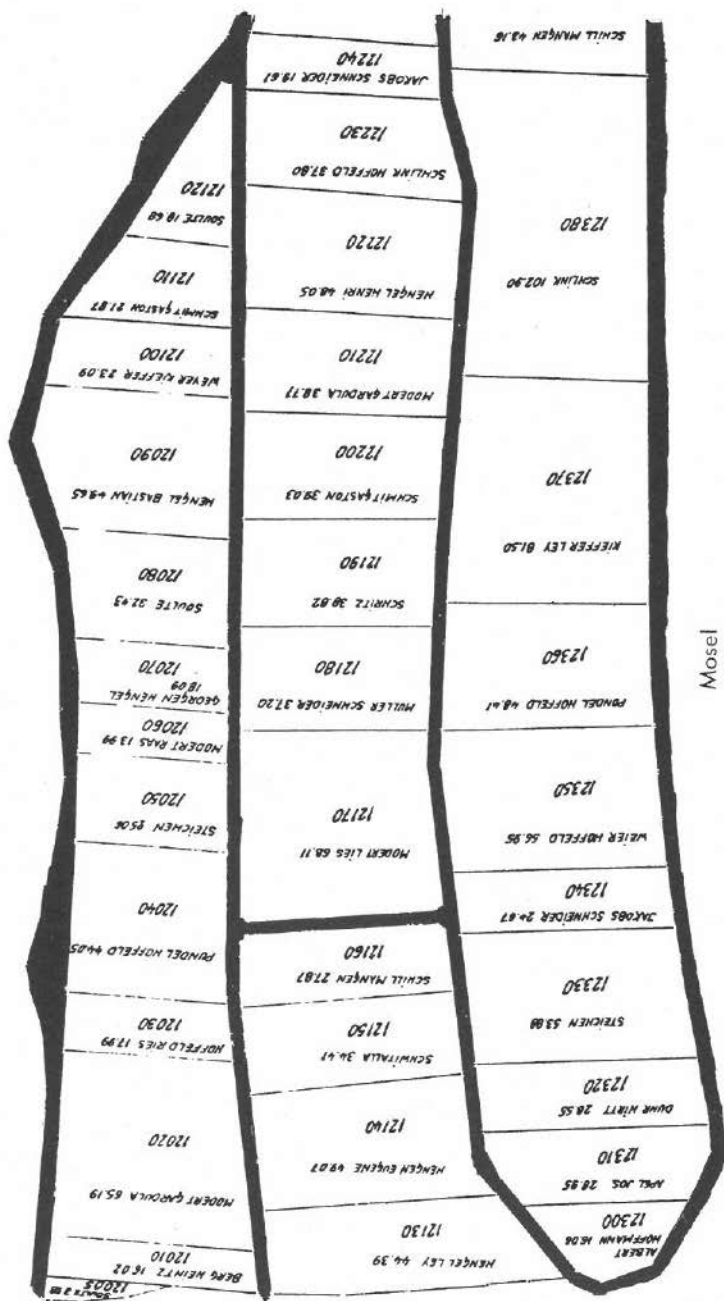 SOULTE
12005
BERG HEINTZ 16.02
12010
MODERT GARDULA 65.19
12020
HOFFELD RIES 17.99
12030
PUNDEL HOFFELD 44.05
12040
STEICHEN 25.06
12050
MODERT RAAS 13.99
12060
GEORGEN HENGEL
18.09
12070
SOULTE 32.43
12080
HENGEL BASTIAN 49.65
12090
WEYER KIEFFER 23.09
12100
SCHMIT GASTON 21.87
12110
SOULTE 18.68
12120
HENGEL LEY 44.39
12130
HENGEN EUGENE 49.07
12140
SCHWITALLA 34.41
12150
SCHILL MANGEN 27.87
12160
MODERT LIES 68.11
12170
MULLER SCHNEIDER 37.20
12180
SCHRITZ 38.82
12190
SCHMIT GASTON 39.03
12200
MODERT GARDULA 38.77
12210
HENGEL HENRI 48.05
12220
SCHLINK HOFFELD 37.80
12230
JAKOBS SCHNEIDER 19.61
12240
ALBERT
HOFFMANN 16.06
12300
APEL JOS. 28.95
12310
DUHR WIRTT 28.55
12320
STEICHEN 53.88
12330
JAKOBS SCHNEIDER 24.67
12340
WEIER HOFFELD 56.95
12350
PUNDEL HOFFELD 48.41
12360
KIEFFER LEY 81.50
12370
SCHLINK 102.90
12380
SCHILL MANGEN 43.16
Mosel